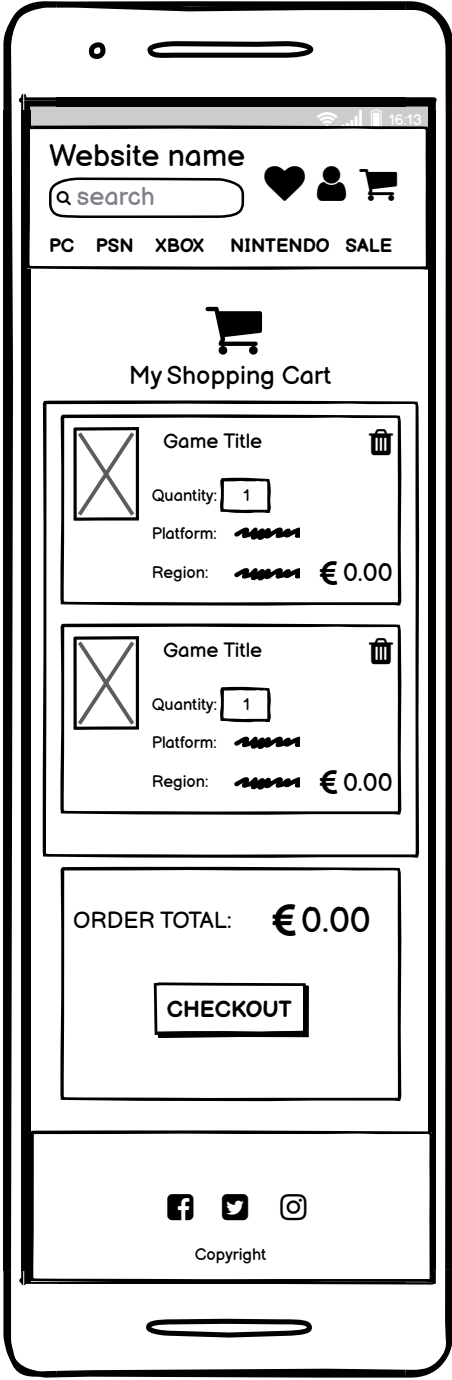 16:13
Website name
search
PC PSN XBOX NINTENDO SALE
My Shopping Cart
Game Title
Quantity: 1
Platform:
Region: € 0.00
Game Title
Quantity: 1
Platform:
Region: € 0.00
ORDER TOTAL: € 0.00
CHECKOUT
Copyright